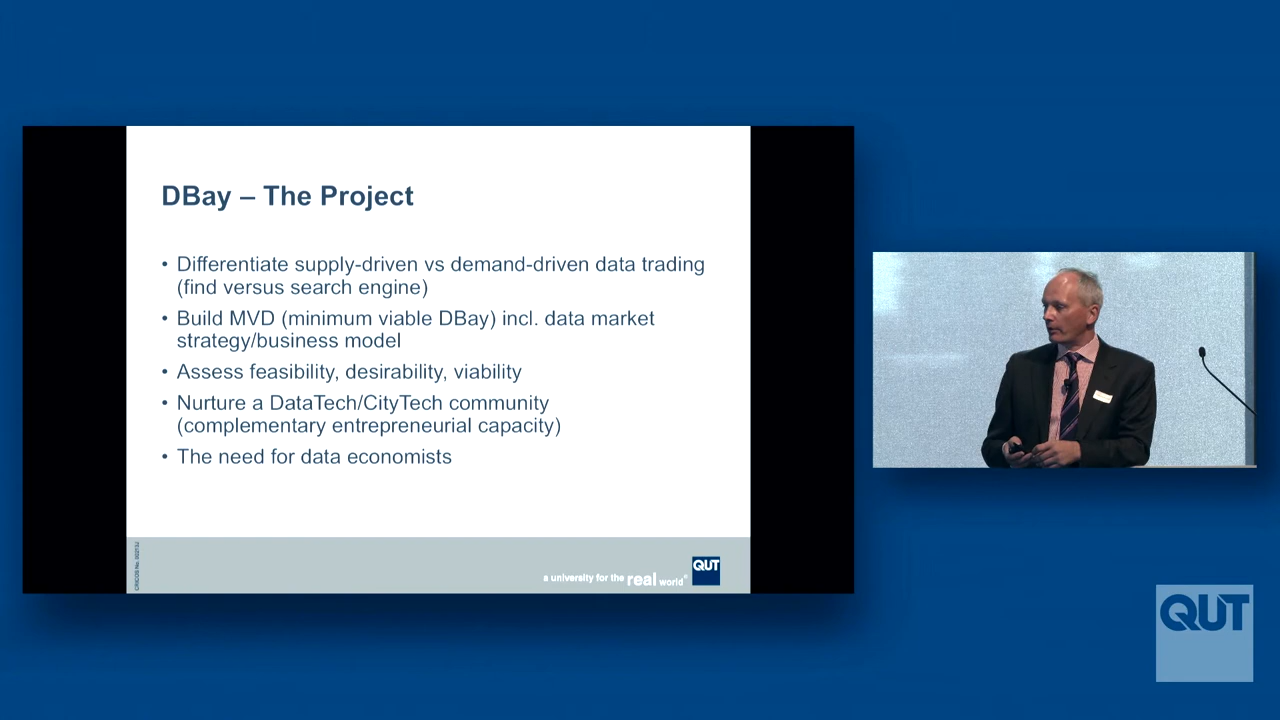 DBay – The Project
• Differentiate supply-driven vs demand-driven data trading
(find versus search engine)
• Build MVD (minimum viable DBay) incl. data market
strategy/business model
• Assess feasibility, desirability, viability
• Nurture a DataTech/CityTech community
(complementary entrepreneurial capacity)
• The need for data economists
a university for the real world
QUT
QUT